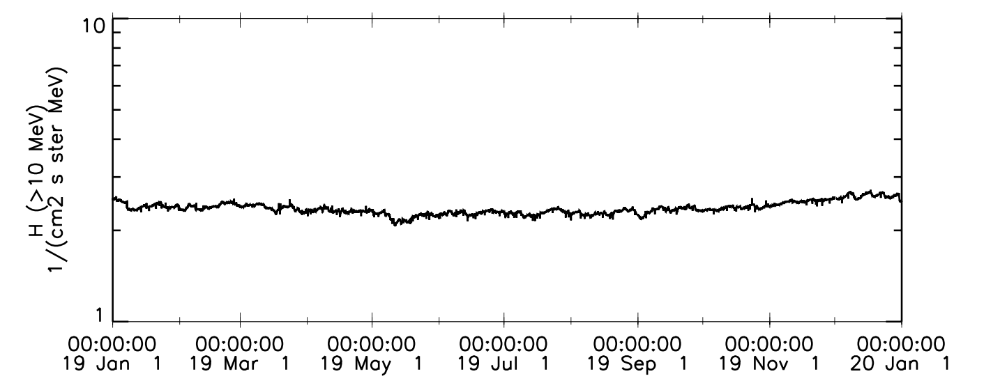 10
1
H (>10 MeV)
1/(cm2 s ster MeV)
00:00:00 00:00:00 00:00:00 00:00:00 00:00:00 00:00:00 00:00:00
19 Jan 1 19 Mar 1 19 May 1 19 Jul 1 19 Sep 1 19 Nov 1 20 Jan 1